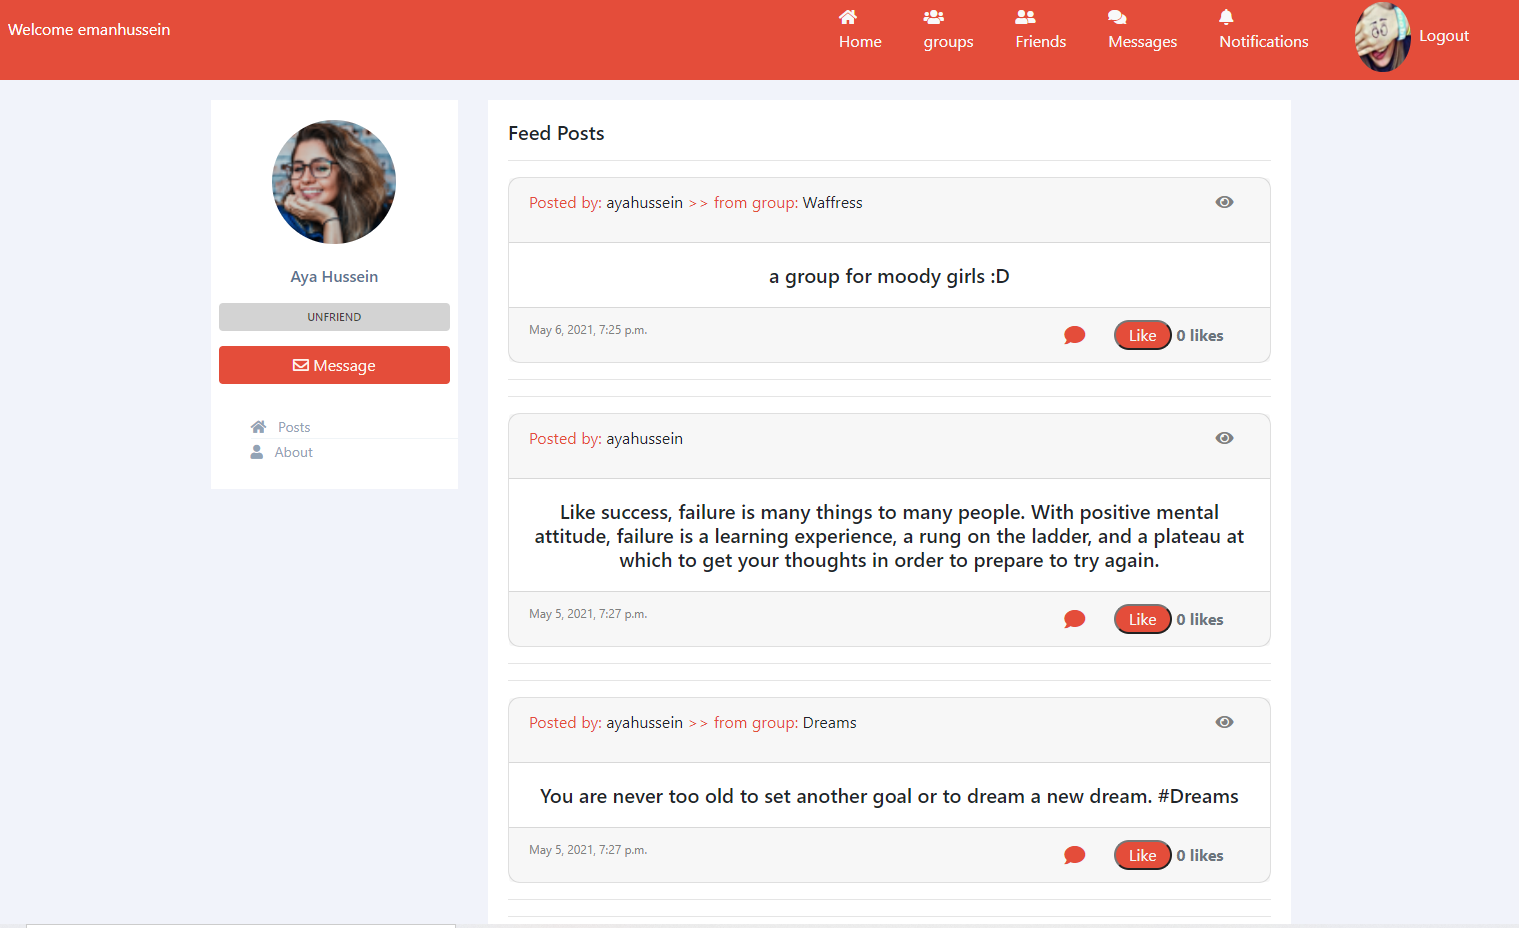 Welcome emanhussein
Home
groups
Friends
Messages
Notifications
Logout
Aya Hussein
UNFRIEND
Message
Posts
About
Feed Posts
Posted by: ayahussein >> from group: Waffress
a group for moody girls :D
May 6, 2021, 7:25 p.m.
Like 0 likes
Posted by: ayahussein
Like success, failure is many things to many people. With positive mental
attitude, failure is a learning experience, a rung on the ladder, and a plateau at
which to get your thoughts in order to prepare to try again.
May 5, 2021, 7:27 p.m.
Like 0 likes
Posted by: ayahussein >> from group: Dreams
You are never too old to set another goal or to dream a new dream. #Dreams
May 5, 2021, 7:27 p.m.
Like 0 likes